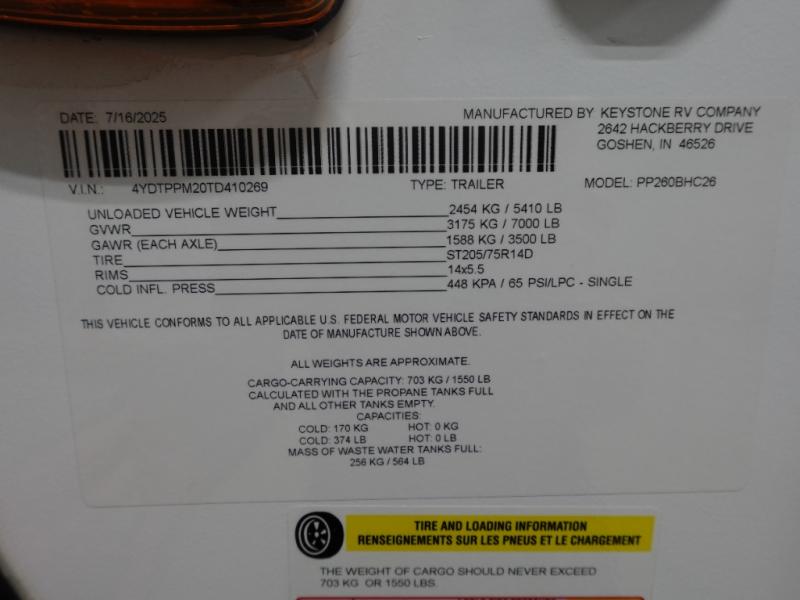 DATE: 7/16/2025
MANUFACTURED BY KEYSTONE RV COMPANY
2642 HACKBERRY DRIVE
GOSHEN, IN 46526
V.I.N.: 4YDTPPM20TD410269 TYPE: TRAILER MODEL: PP260BHC26
UNLOADED VEHICLE WEIGHT 2454 KG / 5410 LB
GVWR 3175 KG / 7000 LB
GAWR (EACH AXLE) 1588 KG / 3500 LB
TIRE ST205/75R14D
RIMS 14x5.5
COLD INFL. PRESS 448 KPA / 65 PSI/LPC - SINGLE
THIS VEHICLE CONFORMS TO ALL APPLICABLE U.S. FEDERAL MOTOR VEHICLE SAFETY STANDARDS IN EFFECT ON THE
DATE OF MANUFACTURE SHOWN ABOVE.
ALL WEIGHTS ARE APPROXIMATE.
CARGO-CARRYING CAPACITY: 703 KG / 1550 LB
CALCULATED WITH THE PROPANE TANKS FULL
AND ALL OTHER TANKS EMPTY.
CAPACITIES:
COLD: 170 KG HOT: 0 KG
COLD: 374 LB HOT: 0 LB
MASS OF WASTE WATER TANKS FULL:
256 KG / 564 LB
TIRE AND LOADING INFORMATION
RENSEIGNEMENTS SUR LES PNEUS ET LE CHARGEMENT
THE WEIGHT OF CARGO SHOULD NEVER EXCEED
703 KG OR 1550 LBS.